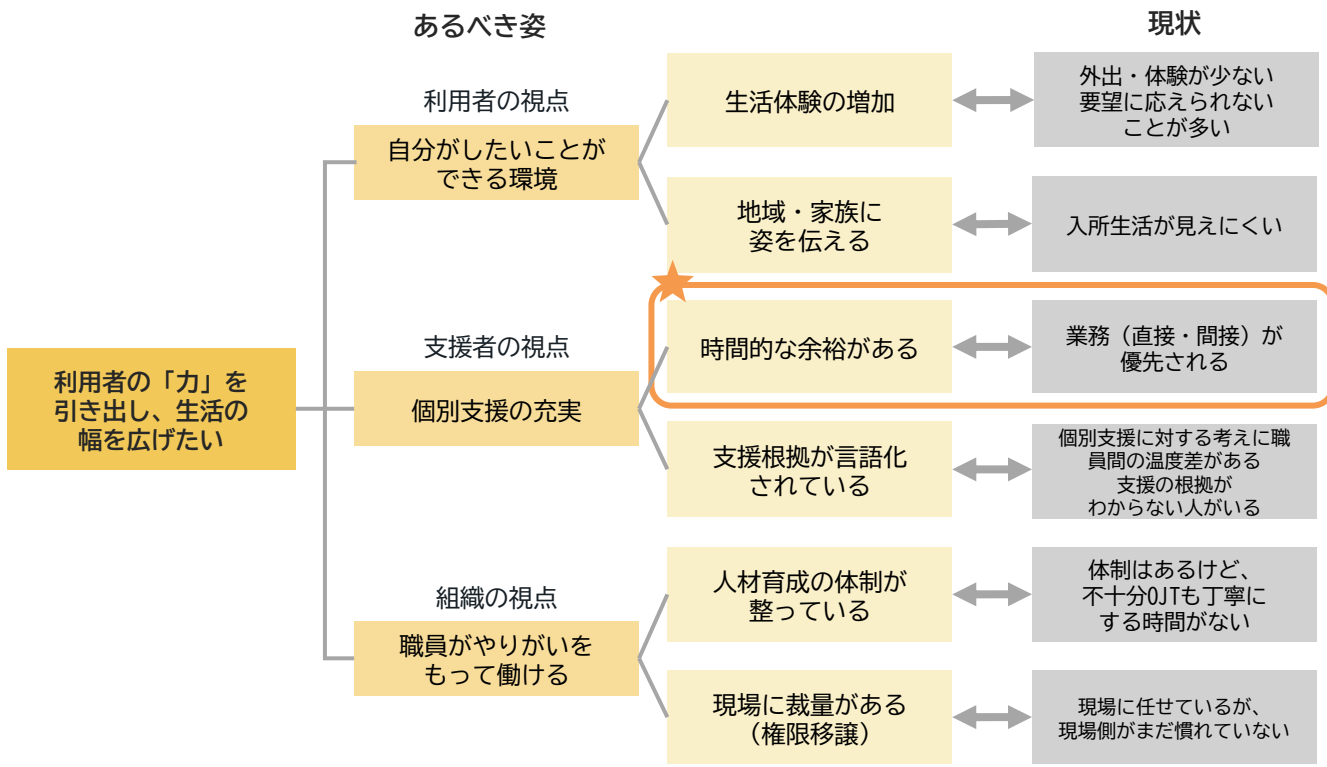 あるべき姿
現状
利用者の「力」を
引き出し、生活の
幅を広げたい
利用者の視点
自分がしたいことが
できる環境
生活体験の増加
外出・体験が少ない
要望に応えられない
ことが多い
地域・家族に
姿を伝える
入所生活が見えにくい
支援者の視点
個別支援の充実
時間的な余裕がある
業務（直接・間接）が
優先される
支援根拠が言語化
されている
個別支援に対する考えに職
員間の温度差がある
支援の根拠が
わからない人がいる
組織の視点
職員がやりがいを
もって働ける
人材育成の体制が
整っている
体制はあるけど、
不十分OJTも丁寧に
する時間がない
現場に裁量がある
（権限移譲）
現場に任せているが、
現場側がまだ慣れていない